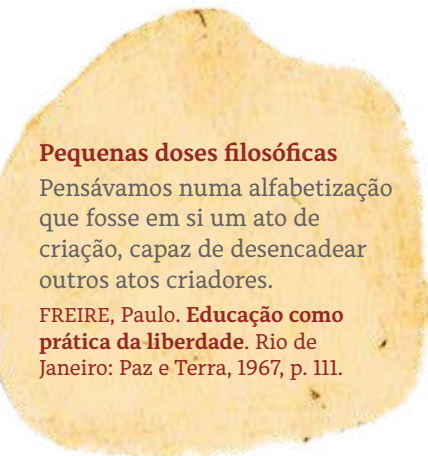 Pequenas doses filosóficas
Pensávamos numa alfabetização
que fosse em si um ato de
criação, capaz de desencadear
outros atos criadores.
FREIRE, Paulo. Educação como
prática da liberdade. Rio de
Janeiro: Paz e Terra, 1967, p. 111.